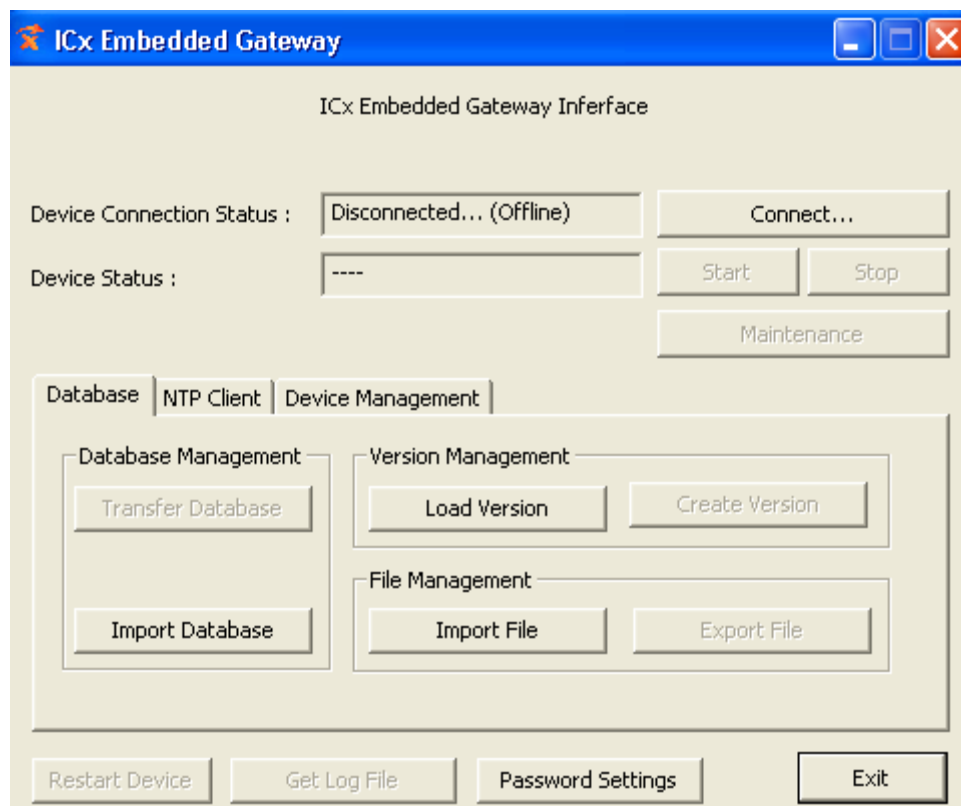 ICx Embedded Gateway
ICx Embedded Gateway Inferface
Device Connection Status :
Disconnected... (Offline)
Connect...
Device Status :
----
Start
Stop
Maintenance
Database
NTP Client
Device Management
Database Management
Version Management
Transfer Database
Load Version
Create Version
File Management
Import Database
Import File
Export File
Restart Device
Get Log File
Password Settings
Exit